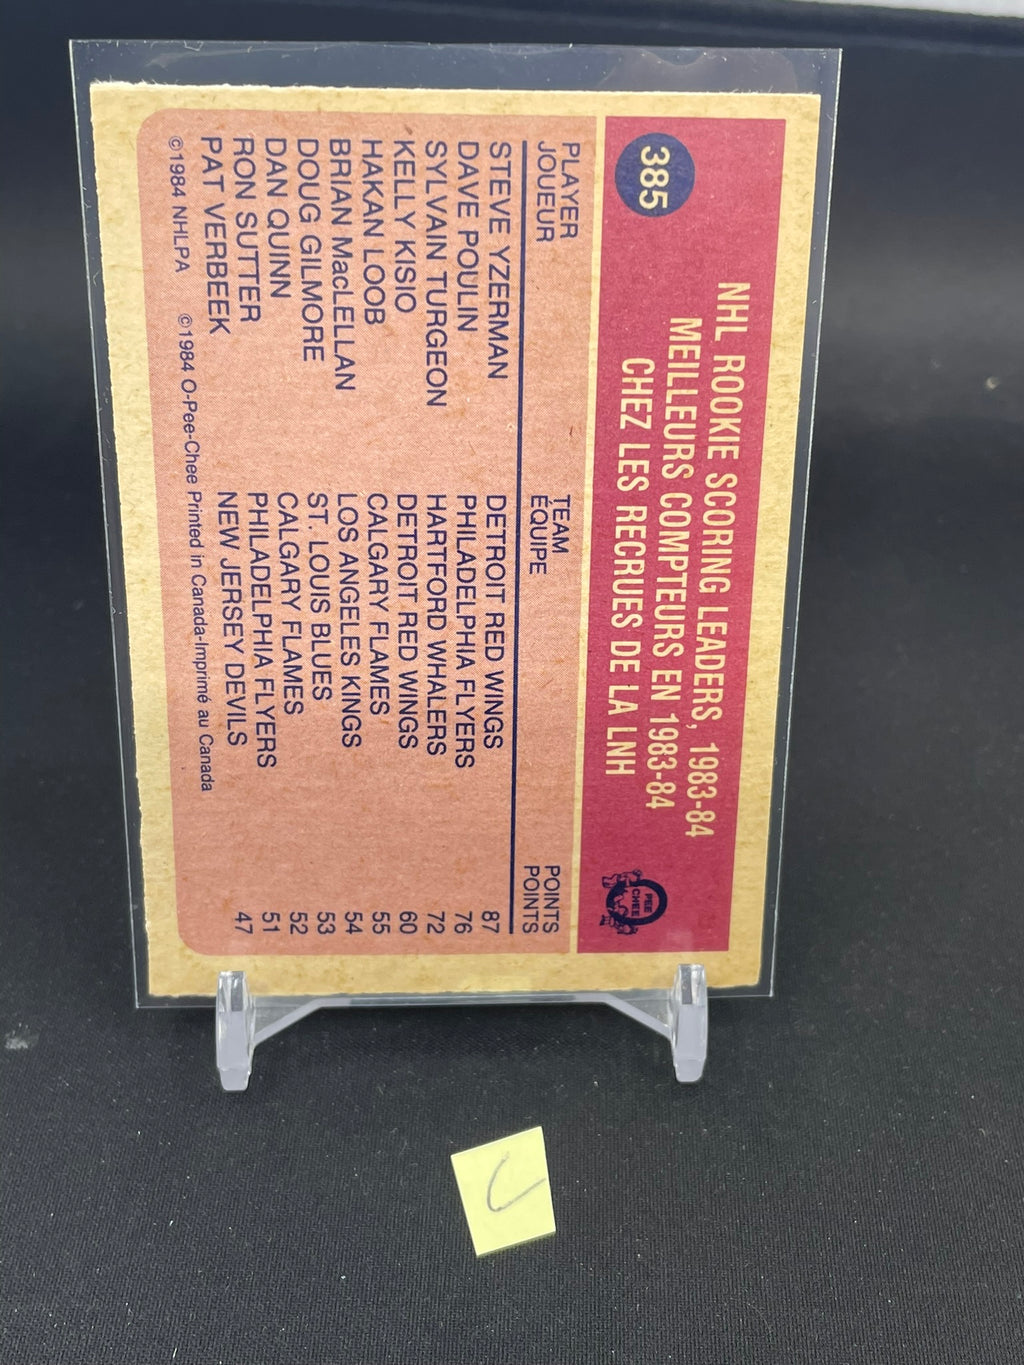 385
NHL ROOKIE SCORING LEADERS, 1983-84
MEILLEURS COMPTEURS EN 1983-84
CHEZ LES RECRUES DE LA LNH
PEE
CHEE
PLAYER TEAM POINTS
JOUEUR ÉQUIPE POINTS
STEVE YZERMAN DETROIT RED WINGS 87
DAVE POULIN PHILADELPHIA FLYERS 76
SYLVAIN TURGEON HARTFORD WHALERS 72
KELLY KISIO DETROIT RED WINGS 60
HAKAN LOOB CALGARY FLAMES 55
BRIAN MacLELLAN LOS ANGELES KINGS 54
DOUG GILMORE ST. LOUIS BLUES 53
DAN QUINN CALGARY FLAMES 52
RON SUTTER PHILADELPHIA FLYERS 51
PAT VERBEEK NEW JERSEY DEVILS 47
©1984 NHLPA ©1984 O-Pee-Chee Printed in Canada-Imprimé au Canada